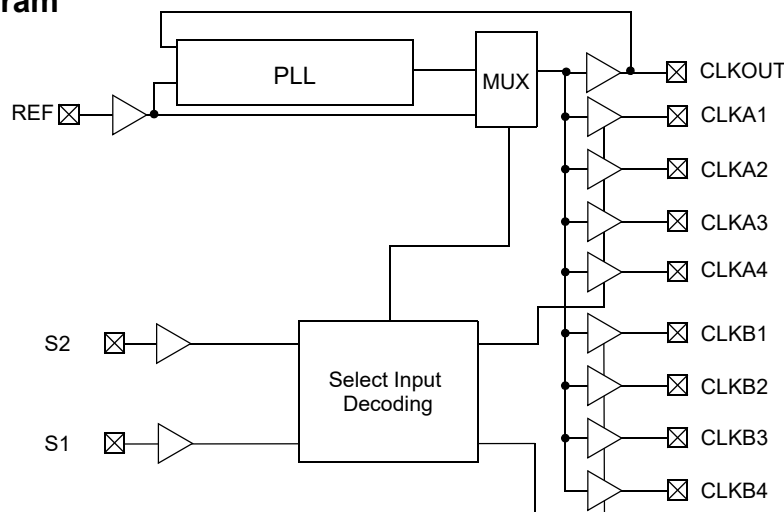 ram
PLL
MUX
REF
CLKOUT
CLKA1
CLKA2
CLKA3
CLKA4
S2
Select Input
Decoding
S1
CLKB1
CLKB2
CLKB3
CLKB4